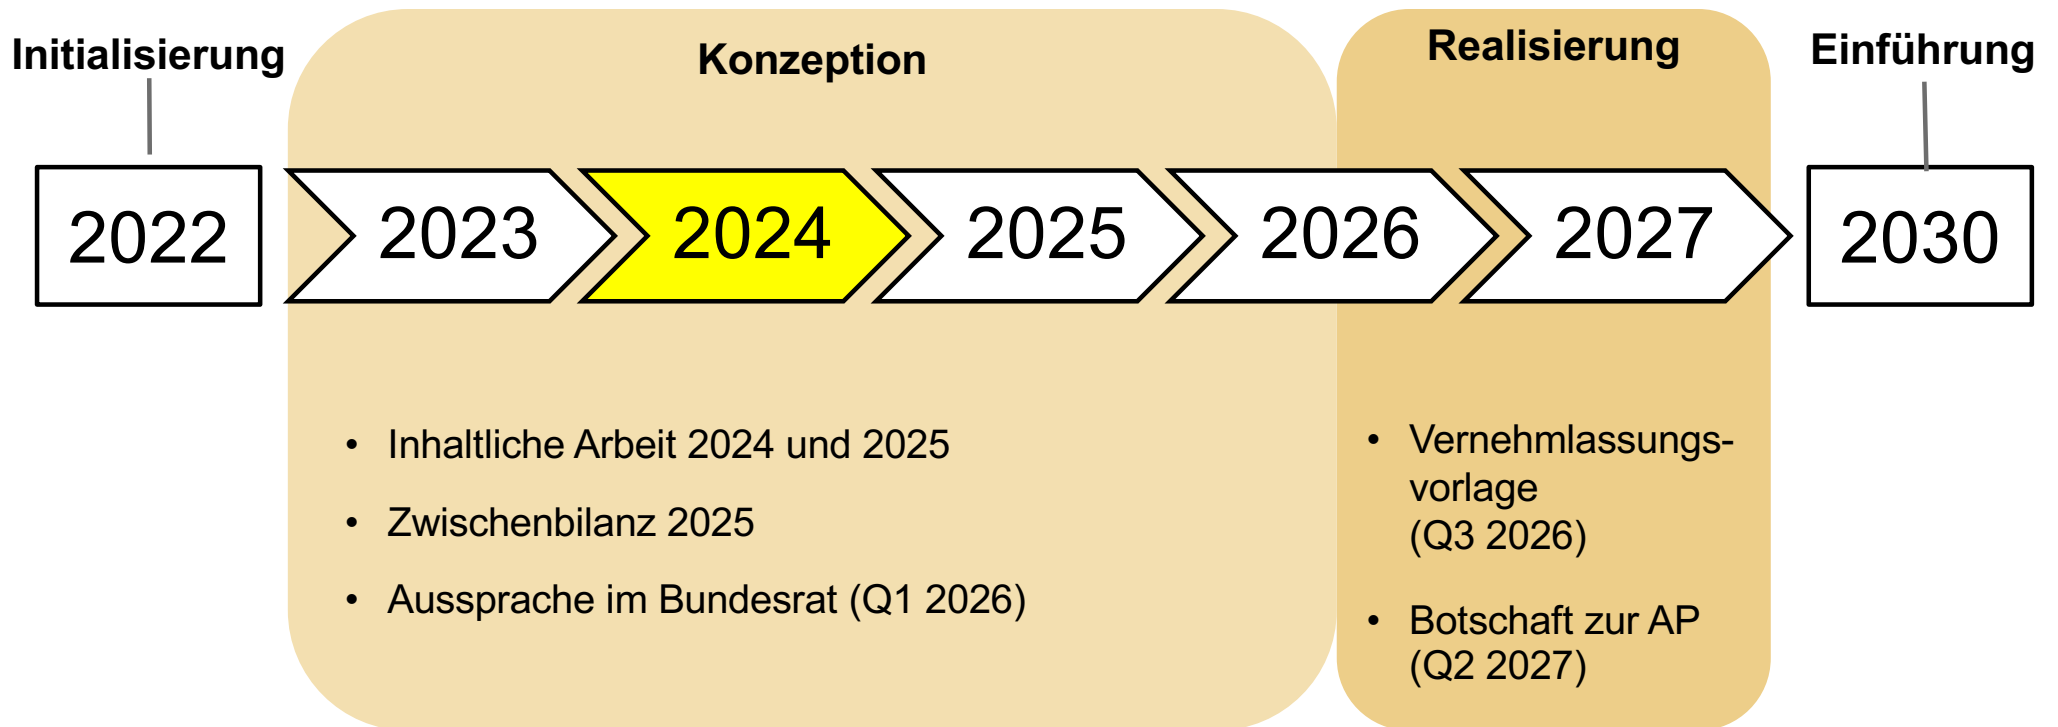 Initialisierung
Konzeption
Realisierung
Einführung
2022
2023
2024
2025
2026
2027
2030
• Inhaltliche Arbeit 2024 und 2025
• Zwischenbilanz 2025
• Aussprache im Bundesrat (Q1 2026)
• Vernehmlassungs-
vorlage
(Q3 2026)
• Botschaft zur AP
(Q2 2027)